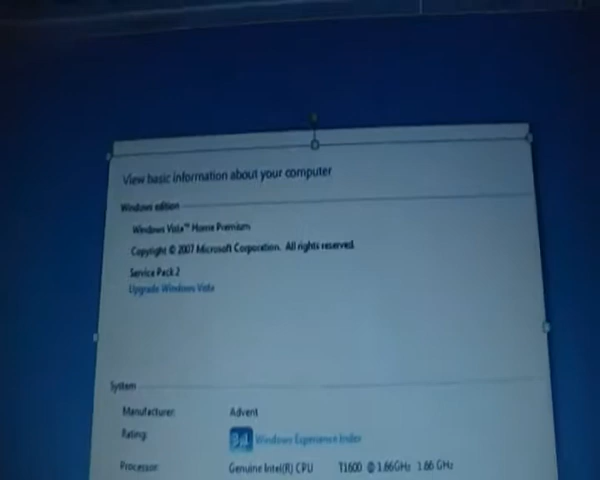 View basic information about your computer
Windows edition
Windows Vista™ Home Premium
Copyright © 2007 Microsoft Corporation. All rights reserved.
Service Pack 2
Upgrade Windows Vista
System
Manufacturer: Advent
Rating: 3.4 Windows Experience Index
Processor: Genuine Intel(R) CPU T1600 @ 1.66GHz 1.66 GHz